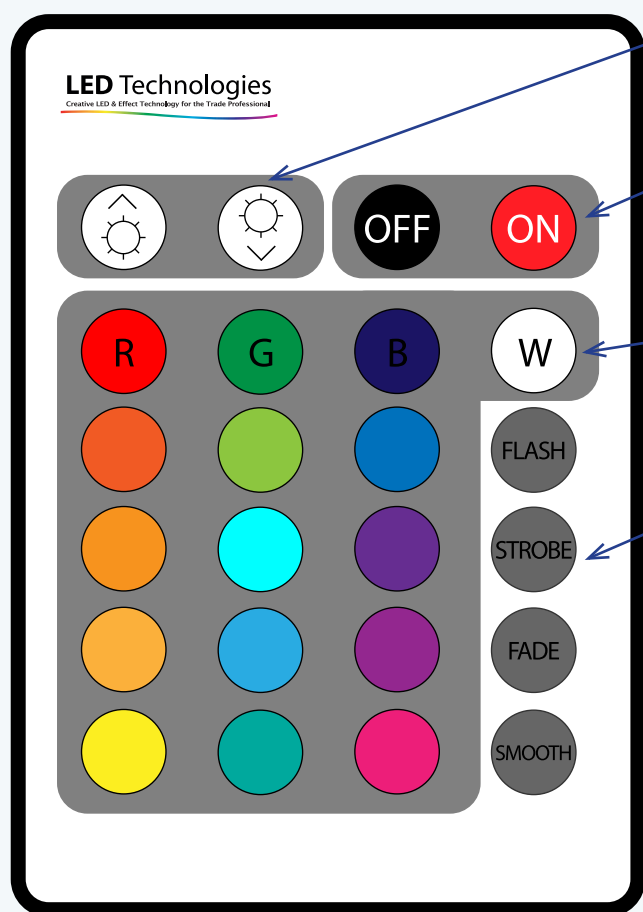 LED Technologies
Creative LED & Effect Technology for the Trade Professional
OFF ON
R G B W
FLASH
STROBE
FADE
SMOOTH